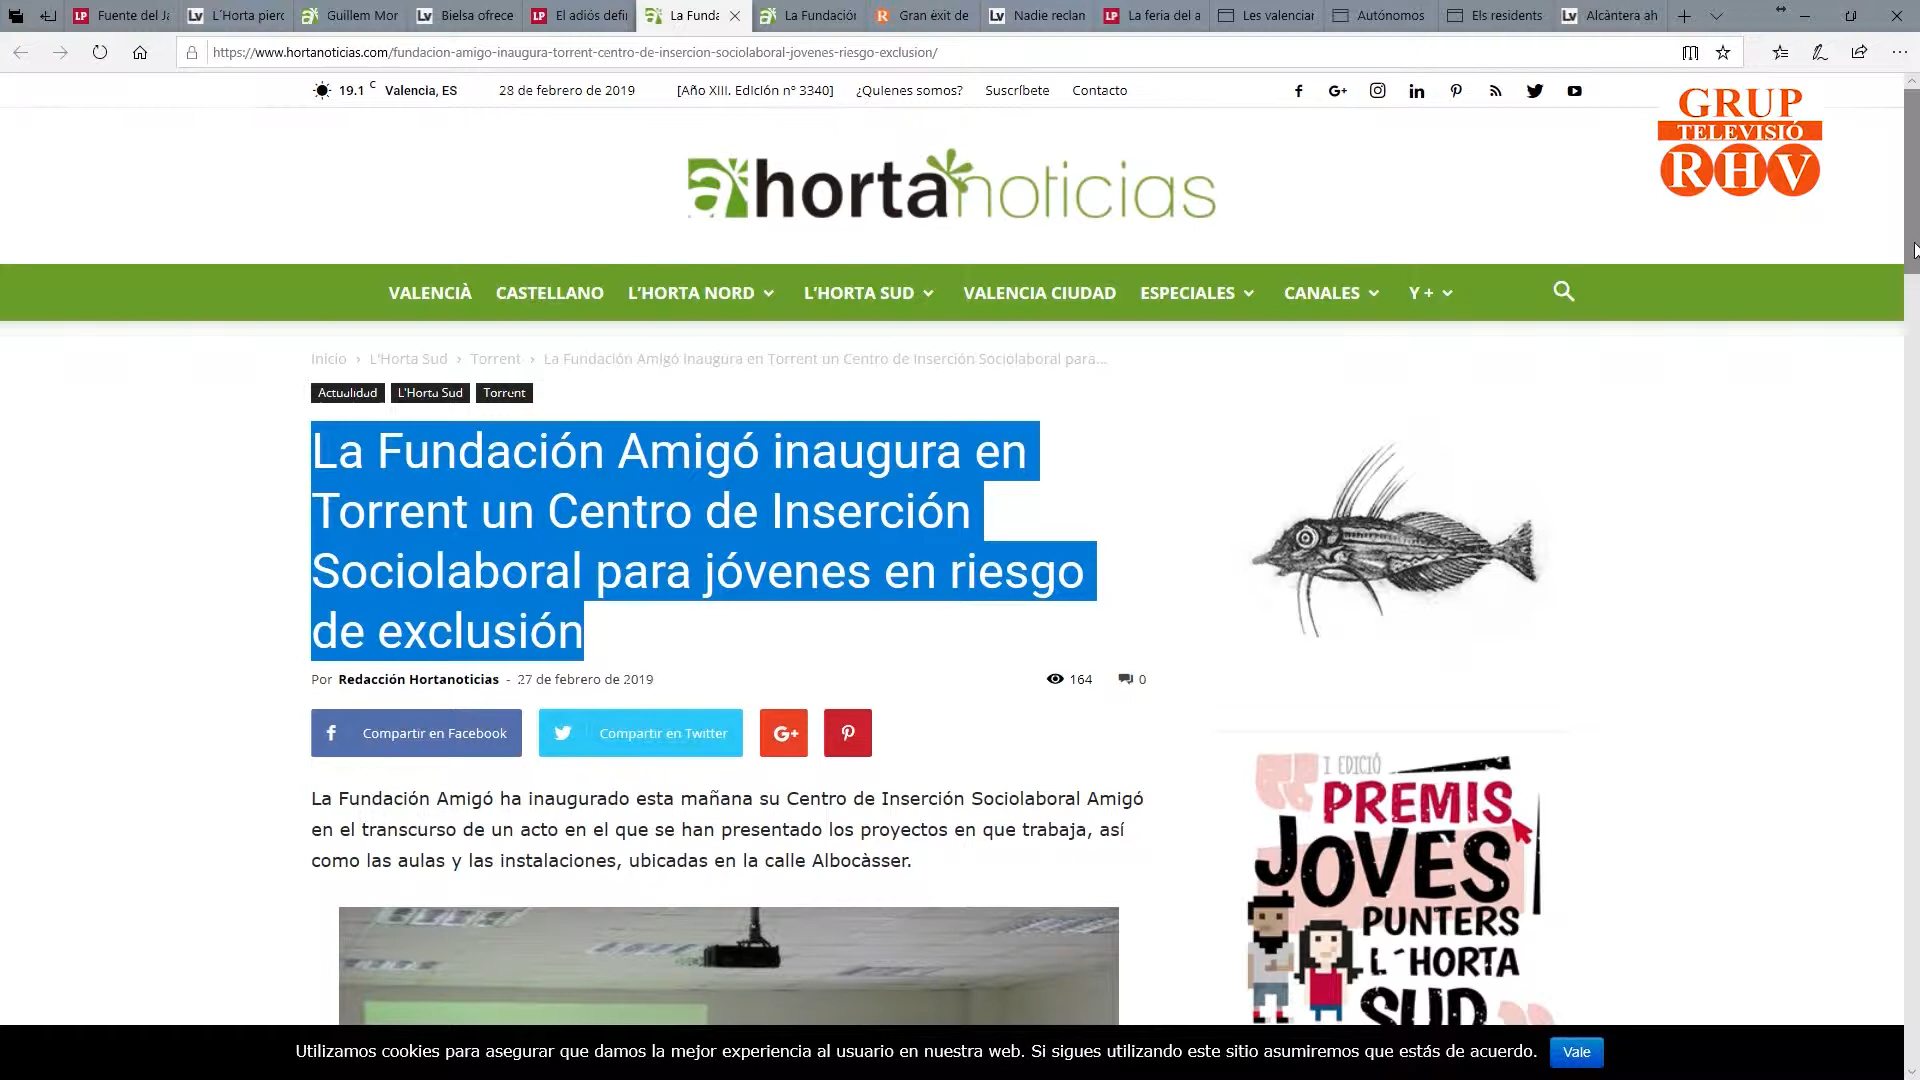 Fuente del Ja
L´Horta pierd
Guillem Mor
Bielsa ofrece
El adiós defin
La Funda
La Fundación
Gran èxit de
Nadie reclam
La feria del a
Les valencian
Autónomos
Els residents
Alcàntera ah
https://www.hortanoticias.com/fundacion-amigo-inaugura-torrent-centro-de-insercion-sociolaboral-jovenes-riesgo-exclusion/
19.1 C Valencia, ES 28 de febrero de 2019 [Año XIII. Edición nº 3340] ¿Quienes somos? Suscríbete Contacto
GRUP
TELEVISIÓ
RHV
hortanoticias
VALENCIÀ CASTELLANO L'HORTA NORD L'HORTA SUD VALENCIA CIUDAD ESPECIALES CANALES Y +
Inicio › L'Horta Sud › Torrent › La Fundación Amigó inaugura en Torrent un Centro de Inserción Sociolaboral para...
Actualidad L'Horta Sud Torrent
La Fundación Amigó inaugura en
Torrent un Centro de Inserción
Sociolaboral para jóvenes en riesgo
de exclusión
Por Redacción Hortanoticias - 27 de febrero de 2019 164 0
Compartir en Facebook Compartir en Twitter
La Fundación Amigó ha inaugurado esta mañana su Centro de Inserción Sociolaboral Amigó
en el transcurso de un acto en el que se han presentado los proyectos en que trabaja, así
como las aulas y las instalaciones, ubicadas en la calle Albocàsser.
I EDICIÓ
PREMIS
JOVES
PUNTERS
L´HORTA
SUD
Utilizamos cookies para asegurar que damos la mejor experiencia al usuario en nuestra web. Si sigues utilizando este sitio asumiremos que estás de acuerdo. Vale